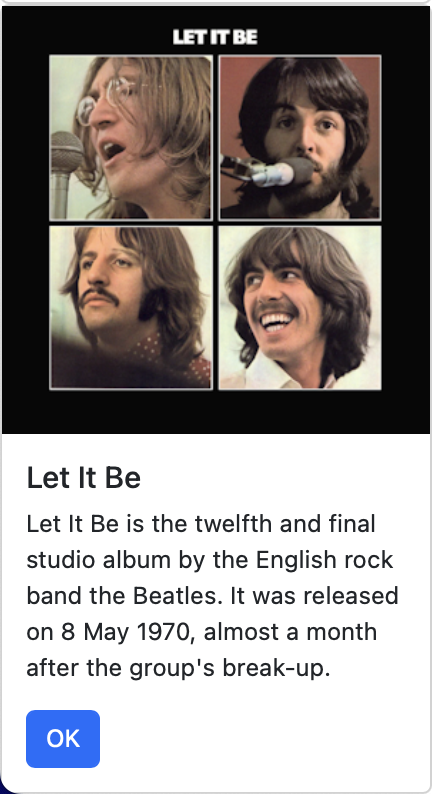 LET IT BE
Let It Be
Let It Be is the twelfth and final
studio album by the English rock
band the Beatles. It was released
on 8 May 1970, almost a month
after the group's break-up.
OK